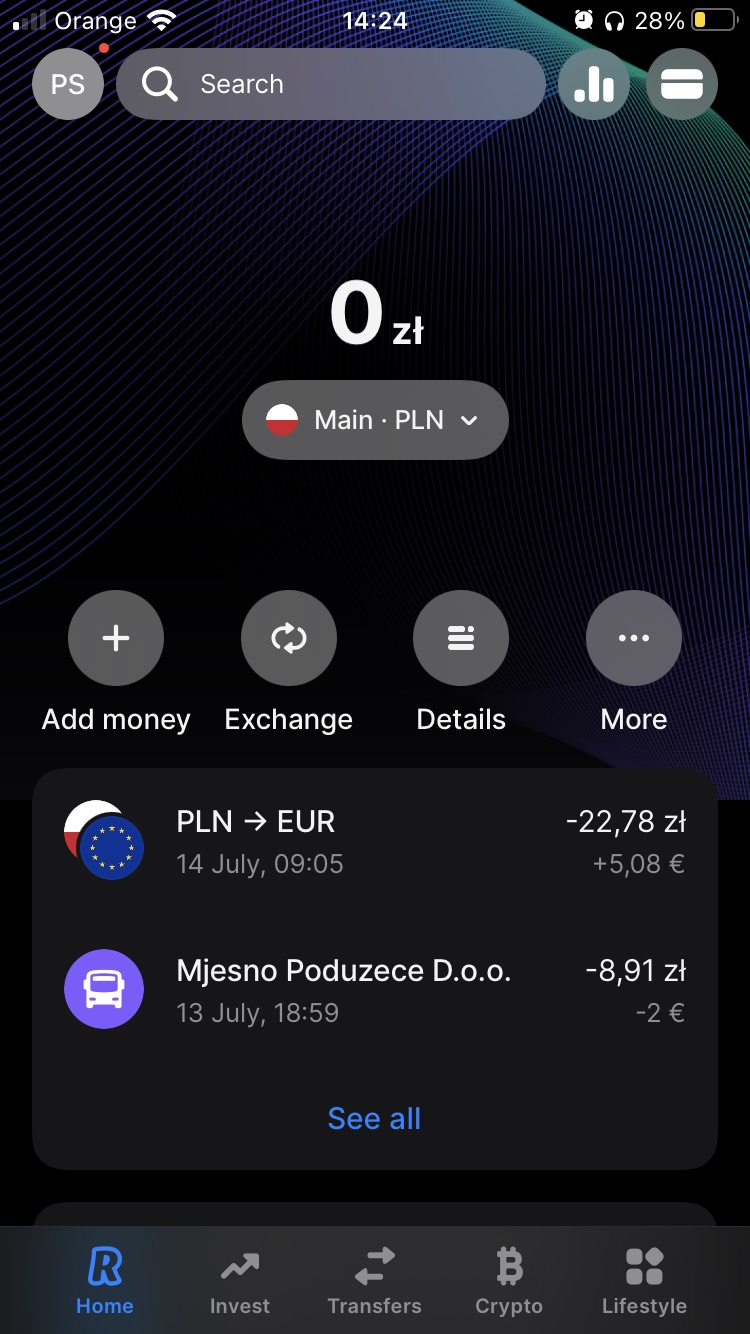 Orange 14:24 28%
PS Search
0 zł
Main · PLN
Add money Exchange Details More
PLN → EUR -22,78 zł
14 July, 09:05 +5,08 €
Mjesno Poduzece D.o.o. -8,91 zł
13 July, 18:59 -2 €
See all
Home Invest Transfers Crypto Lifestyle